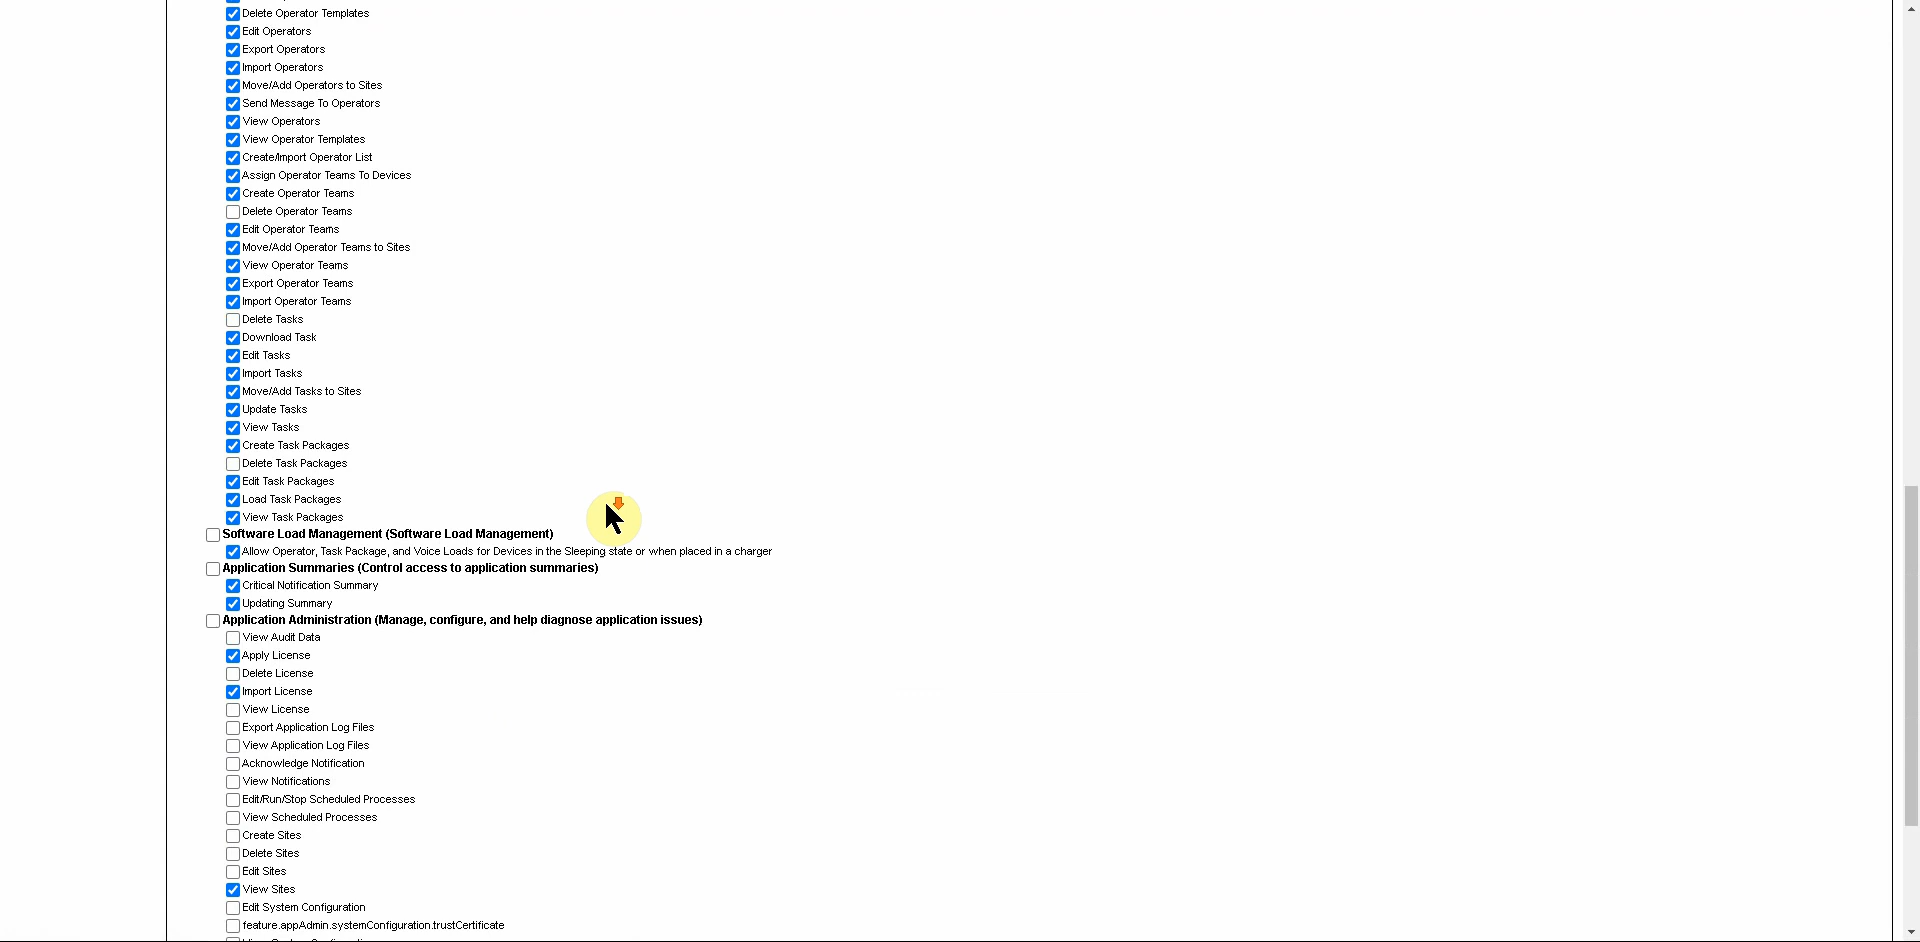 Delete Operator Templates
Edit Operators
Export Operators
Import Operators
Move/Add Operators to Sites
Send Message To Operators
View Operators
View Operator Templates
Create/Import Operator List
Assign Operator Teams To Devices
Create Operator Teams
Delete Operator Teams
Edit Operator Teams
Move/Add Operator Teams to Sites
View Operator Teams
Export Operator Teams
Import Operator Teams
Delete Tasks
Download Task
Edit Tasks
Import Tasks
Move/Add Tasks to Sites
Update Tasks
View Tasks
Create Task Packages
Delete Task Packages
Edit Task Packages
Load Task Packages
View Task Packages
Software Load Management (Software Load Management)
Allow Operator, Task Package, and Voice Loads for Devices in the Sleeping state or when placed in a charger
Application Summaries (Control access to application summaries)
Critical Notification Summary
Updating Summary
Application Administration (Manage, configure, and help diagnose application issues)
View Audit Data
Apply License
Delete License
Import License
View License
Export Application Log Files
View Application Log Files
Acknowledge Notification
View Notifications
Edit/Run/Stop Scheduled Processes
View Scheduled Processes
Create Sites
Delete Sites
Edit Sites
View Sites
Edit System Configuration
feature.appAdmin.systemConfiguration.trustCertificate